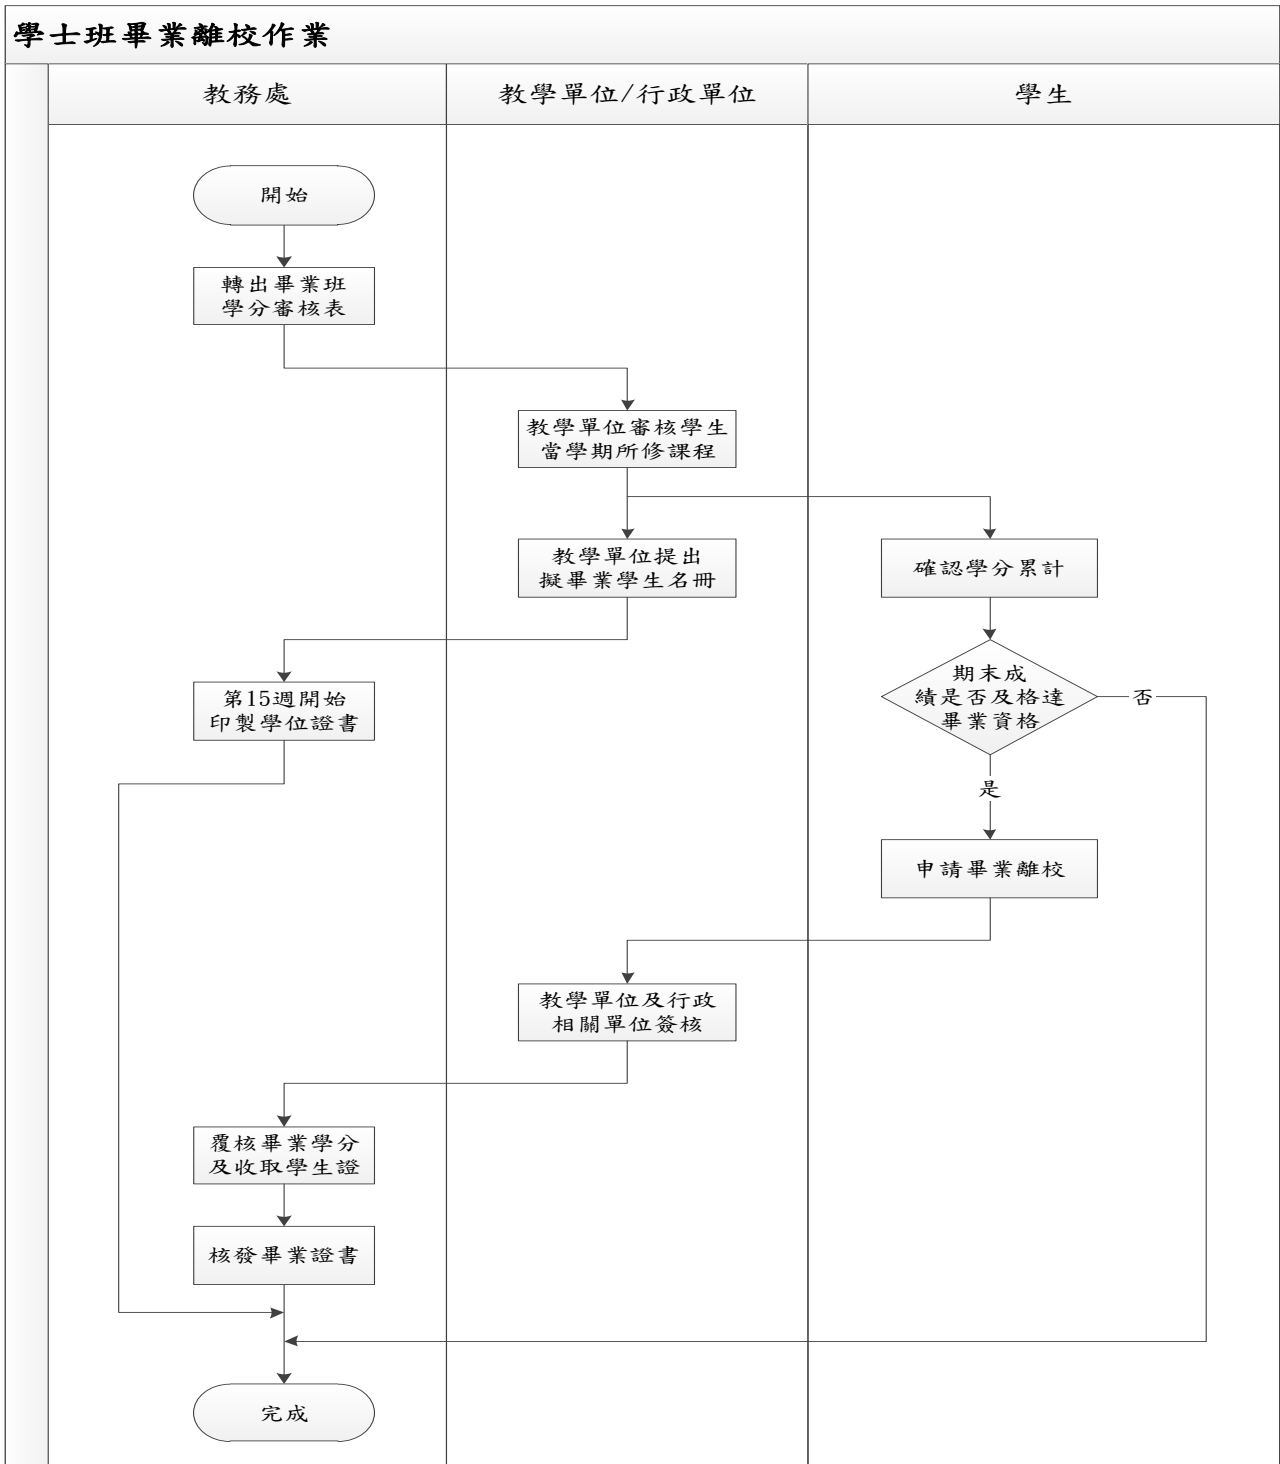 學士班畢業離校作業
教務處
教學單位/行政單位
學生
開始
轉出畢業班
學分審核表
教學單位審核學生
當學期所修課程
教學單位提出
擬畢業學生名冊
確認學分累計
第15週開始
印製學位證書
期末成
績是否及格達
畢業資格
否
是
申請畢業離校
教學單位及行政
相關單位簽核
覆核畢業學分
及收取學生證
核發畢業證書
完成